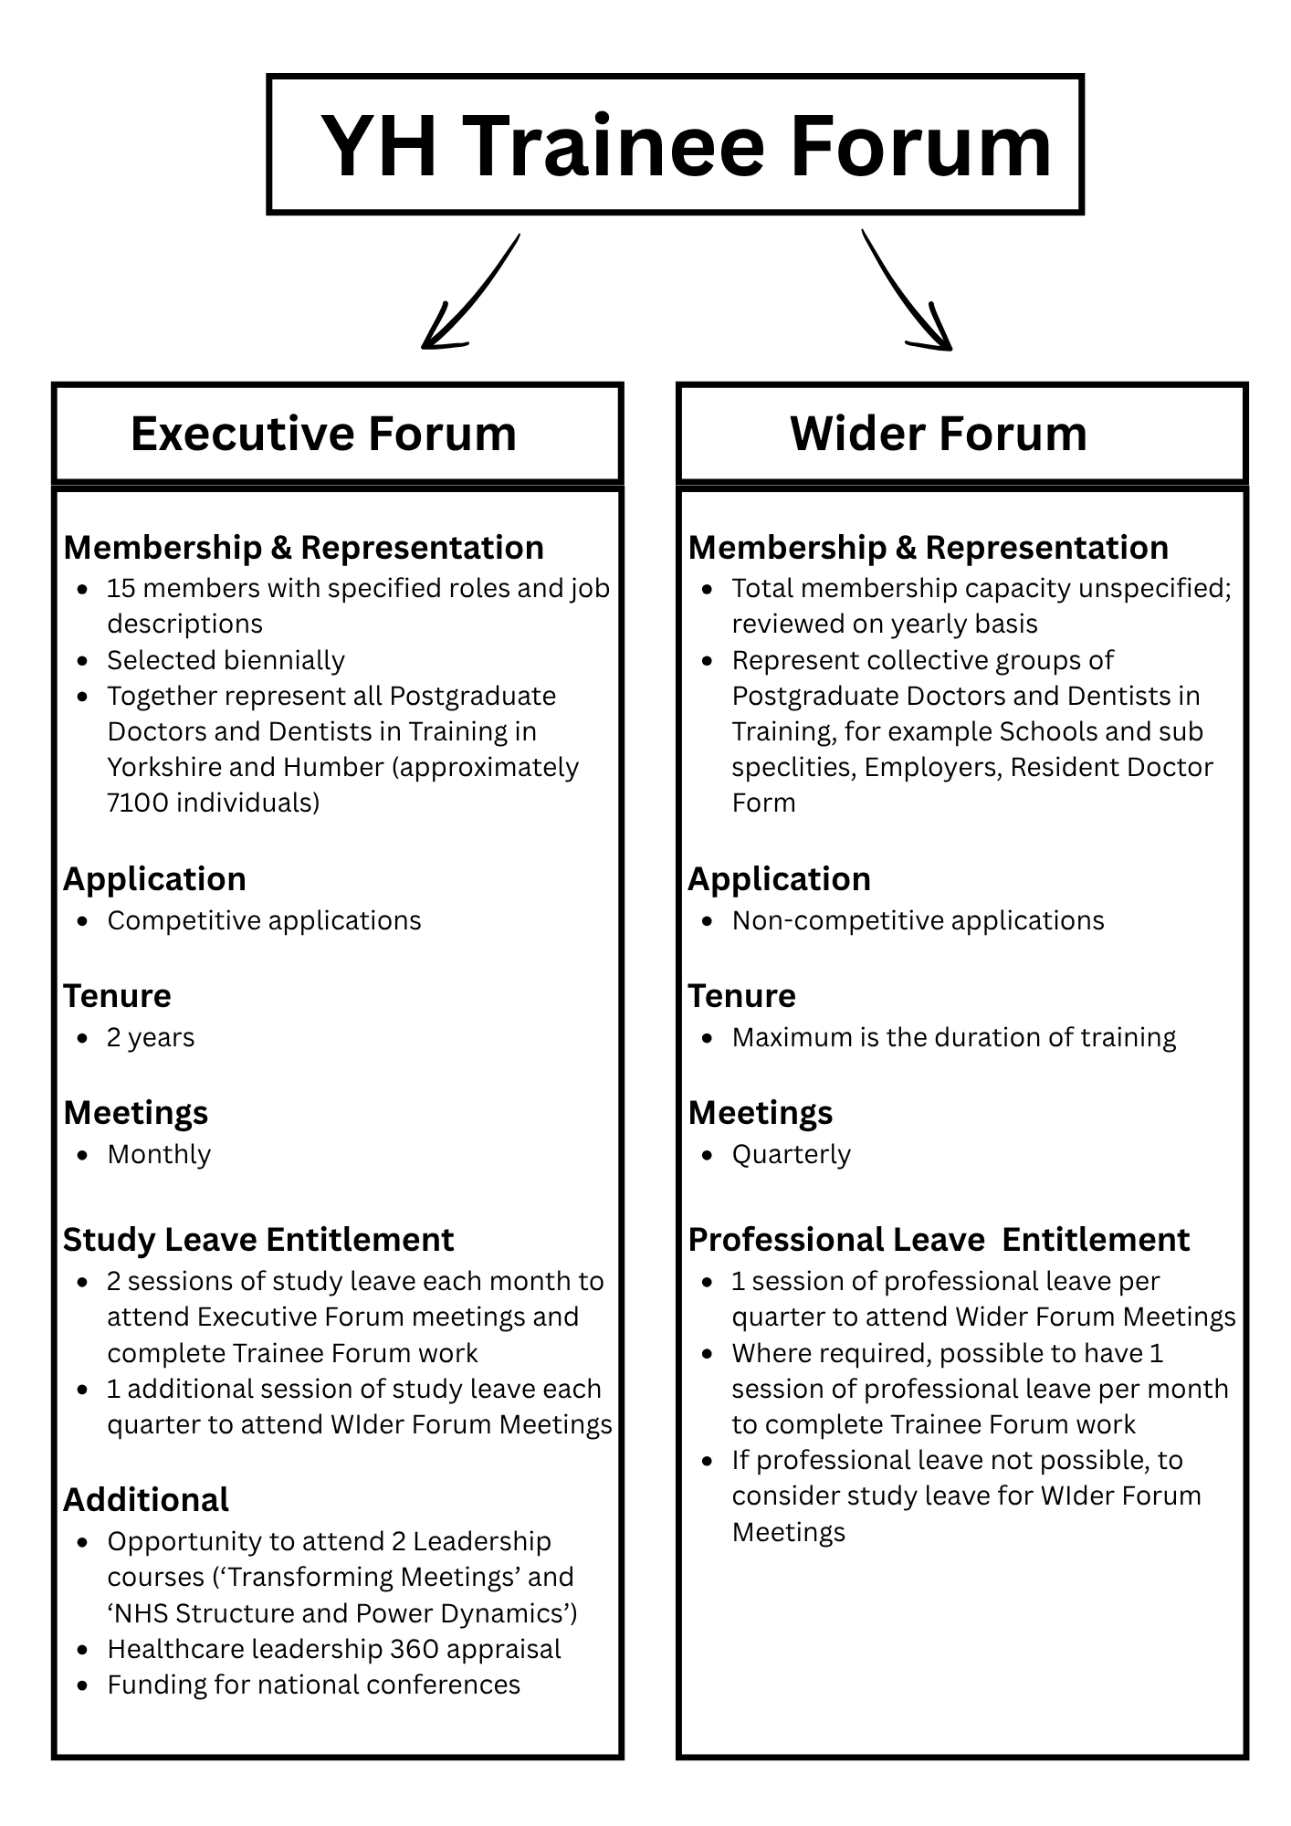 YH Trainee Forum
Executive Forum
Membership & Representation
• 15 members with specified roles and job
descriptions
• Selected biennially
• Together represent all Postgraduate
Doctors and Dentists in Training in
Yorkshire and Humber (approximately
7100 individuals)
Application
• Competitive applications
Tenure
• 2 years
Meetings
• Monthly
Study Leave Entitlement
• 2 sessions of study leave each month to
attend Executive Forum meetings and
complete Trainee Forum work
• 1 additional session of study leave each
quarter to attend WIder Forum Meetings
Additional
• Opportunity to attend 2 Leadership
courses (‘Transforming Meetings’ and
‘NHS Structure and Power Dynamics’)
• Healthcare leadership 360 appraisal
• Funding for national conferences
Wider Forum
Membership & Representation
• Total membership capacity unspecified;
reviewed on yearly basis
• Represent collective groups of
Postgraduate Doctors and Dentists in
Training, for example Schools and sub
speclities, Employers, Resident Doctor
Form
Application
• Non-competitive applications
Tenure
• Maximum is the duration of training
Meetings
• Quarterly
Professional Leave  Entitlement
• 1 session of professional leave per
quarter to attend Wider Forum Meetings
• Where required, possible to have 1
session of professional leave per month
to complete Trainee Forum work
• If professional leave not possible, to
consider study leave for WIder Forum
Meetings